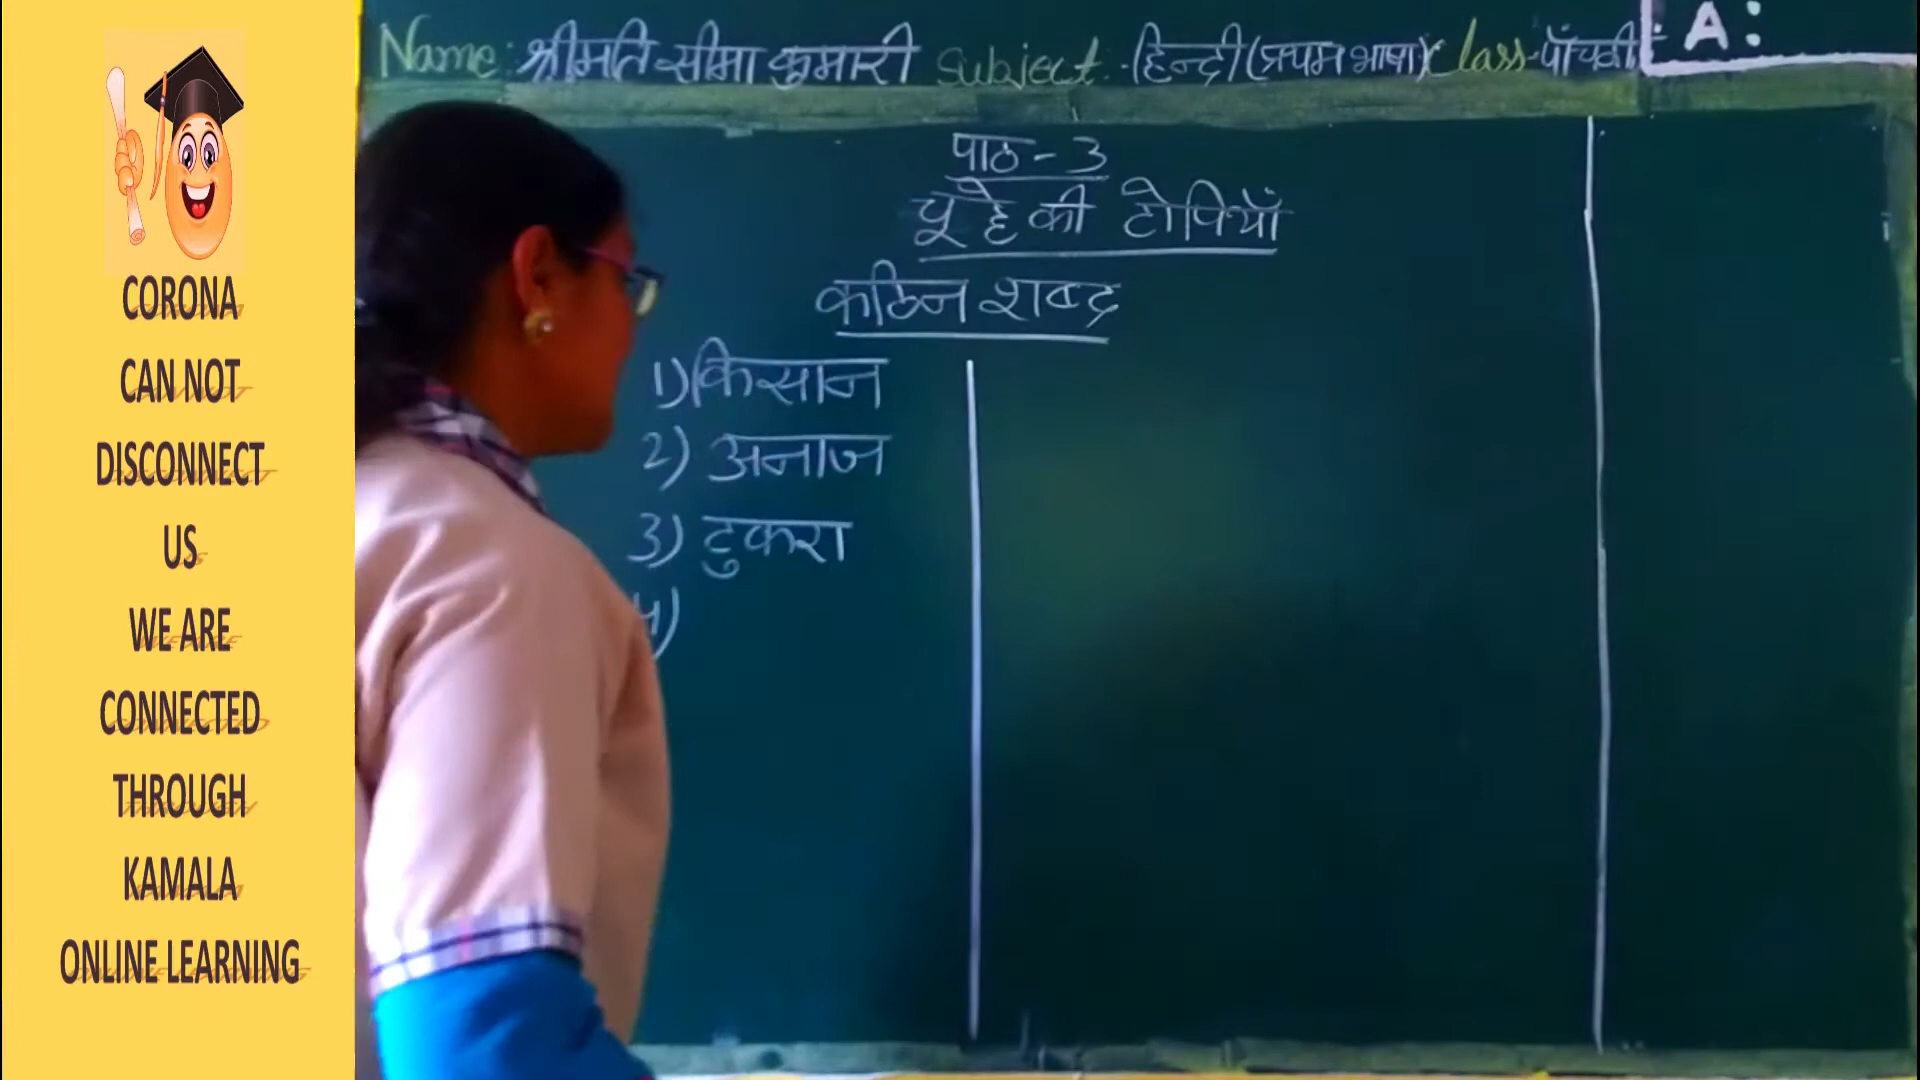 CORONA
CAN NOT
DISCONNECT
US
WE ARE
CONNECTED
THROUGH
KAMALA
ONLINE LEARNING
Name: श्रीमति सीमा कुमारी Subject:-हिन्दी(प्रथम भाषा) Class-पाँचवी
A:
पाठ-3
चूहे की टोपियाँ
कठिन शब्द
1) किसान
2) अनाज
3) टुकरा
4)